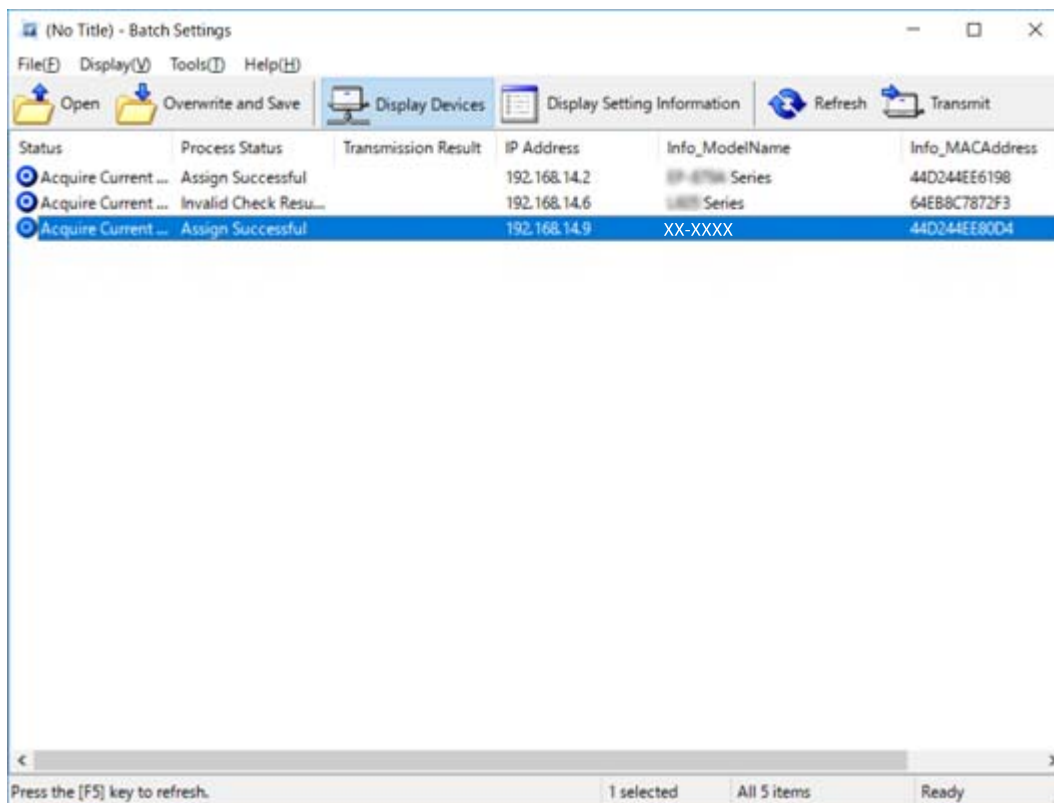 (No Title) - Batch Settings
File(F) Display(V) Tools(T) Help(H)
Open Overwrite and Save Display Devices Display Setting Information Refresh Transmit
Status Process Status Transmission Result IP Address Info_ModelName Info_MACAddress
Acquire Current ... Assign Successful 192.168.14.2 Series 44D244EE6198
Acquire Current ... Invalid Check Resu... 192.168.14.6 Series 64EB8C7872F3
Acquire Current ... Assign Successful 192.168.14.9 XX-XXXX 44D244EE80D4
Press the [F5] key to refresh. 1 selected All 5 items Ready